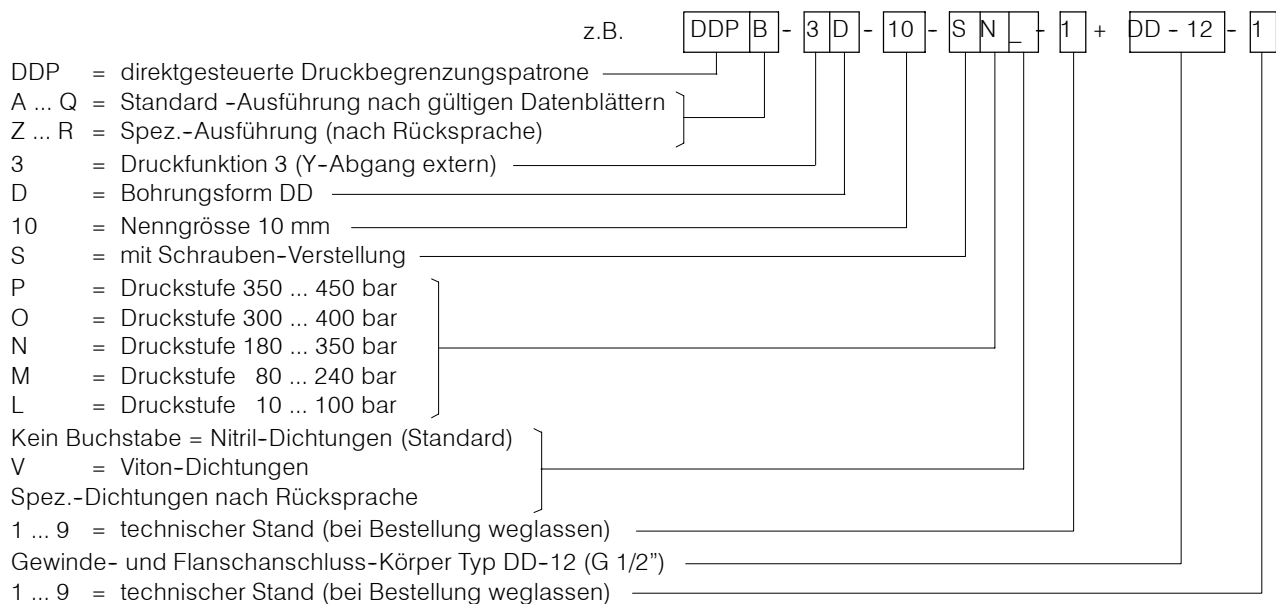 z.B. DDP B - 3 D - 10 - S N _ - 1 + DD - 12 - 1
DDP = direktgesteuerte Druckbegrenzungspatrone
A ... Q = Standard -Ausführung nach gültigen Datenblättern
Z ... R = Spez.-Ausführung (nach Rücksprache)
3 = Druckfunktion 3 (Y-Abgang extern)
D = Bohrungsform DD
10 = Nenngrösse 10 mm
S = mit Schrauben-Verstellung
P = Druckstufe 350 ... 450 bar
O = Druckstufe 300 ... 400 bar
N = Druckstufe 180 ... 350 bar
M = Druckstufe 80 ... 240 bar
L = Druckstufe 10 ... 100 bar
Kein Buchstabe = Nitril-Dichtungen (Standard)
V = Viton-Dichtungen
Spez.-Dichtungen nach Rücksprache
1 ... 9 = technischer Stand (bei Bestellung weglassen)
Gewinde- und Flanschanschluss-Körper Typ DD-12 (G 1/2”)
1 ... 9 = technischer Stand (bei Bestellung weglassen)